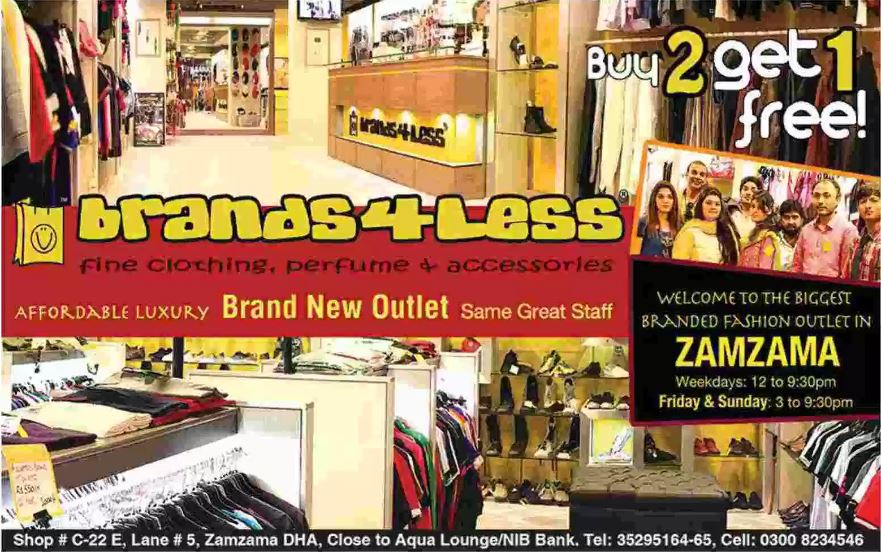 Buy 2 get 1
free!
brands4Less
brands4Less®
fine clothing, perfume + accessories
AFFORDABLE LUXURY Brand New Outlet Same Great Staff
WELCOME TO THE BIGGEST
BRANDED FASHION OUTLET IN
ZAMZAMA
Weekdays: 12 to 9:30pm
Friday & Sunday: 3 to 9:30pm
Shop # C-22 E, Lane # 5, Zamzama DHA, Close to Aqua Lounge/NIB Bank. Tel: 35295164-65, Cell: 0300 8234546